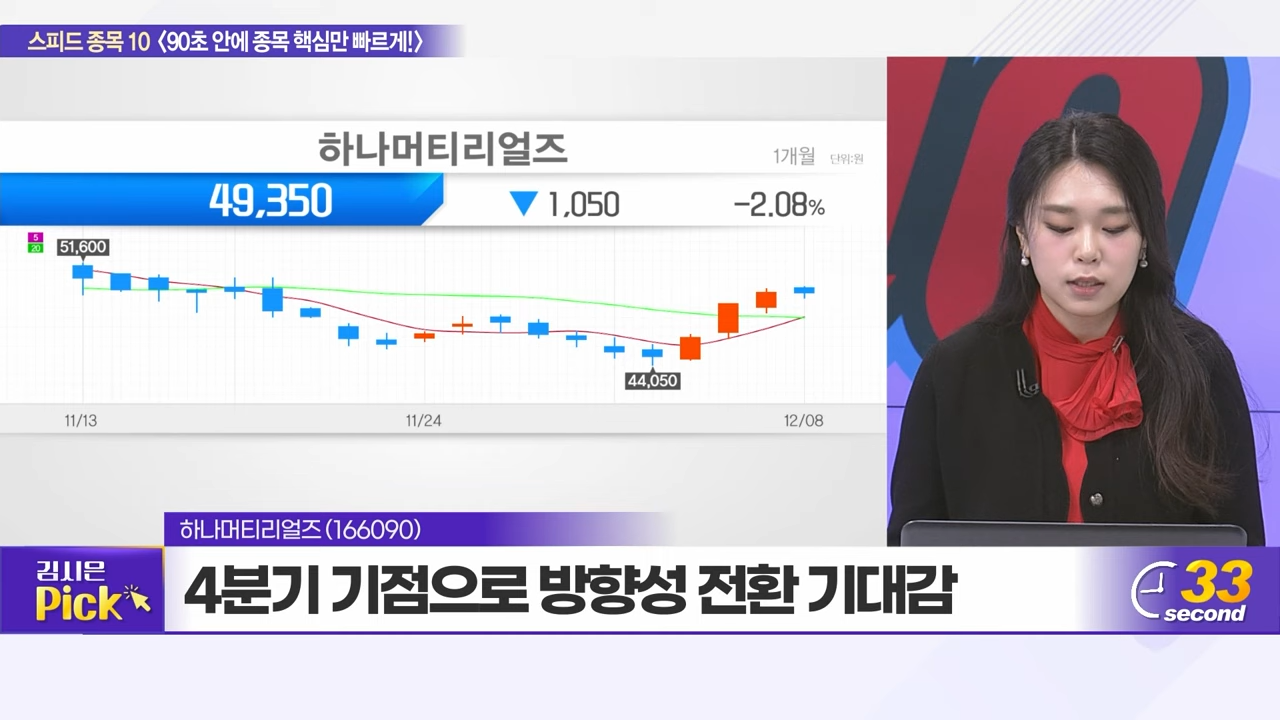 스피드 종목 10 〈90초 안에 종목 핵심만 빠르게!〉
하나머티리얼즈
1개월 단위:원
49,350 ▼ 1,050 -2.08%
5
20
51,600
44,050
11/13 11/24 12/08
하나머티리얼즈(166090)
김시은
Pick
4분기 기점으로 방향성 전환 기대감
33
second